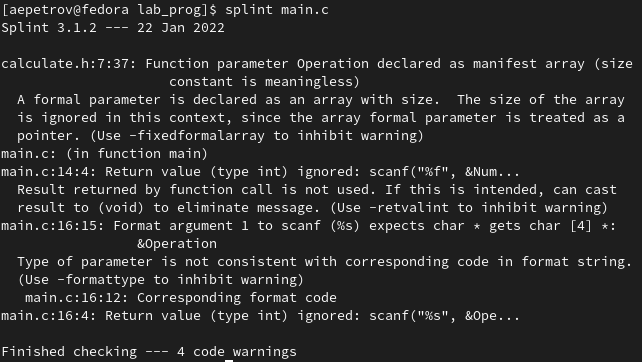 [aepetrov@fedora lab_prog]$ splint main.c
Splint 3.1.2 --- 22 Jan 2022

calculate.h:7:37: Function parameter Operation declared as manifest array (size
                     constant is meaningless)
  A formal parameter is declared as an array with size.  The size of the array
  is ignored in this context, since the array formal parameter is treated as a
  pointer. (Use -fixedformalarray to inhibit warning)
main.c: (in function main)
main.c:14:4: Return value (type int) ignored: scanf("%f", &Num...
  Result returned by function call is not used. If this is intended, can cast
  result to (void) to eliminate message. (Use -retvalint to inhibit warning)
main.c:16:15: Format argument 1 to scanf (%s) expects char * gets char [4] *:
                 &Operation
  Type of parameter is not consistent with corresponding code in format string.
  (Use -formattype to inhibit warning)
   main.c:16:12: Corresponding format code
main.c:16:4: Return value (type int) ignored: scanf("%s", &Ope...

Finished checking --- 4 code warnings